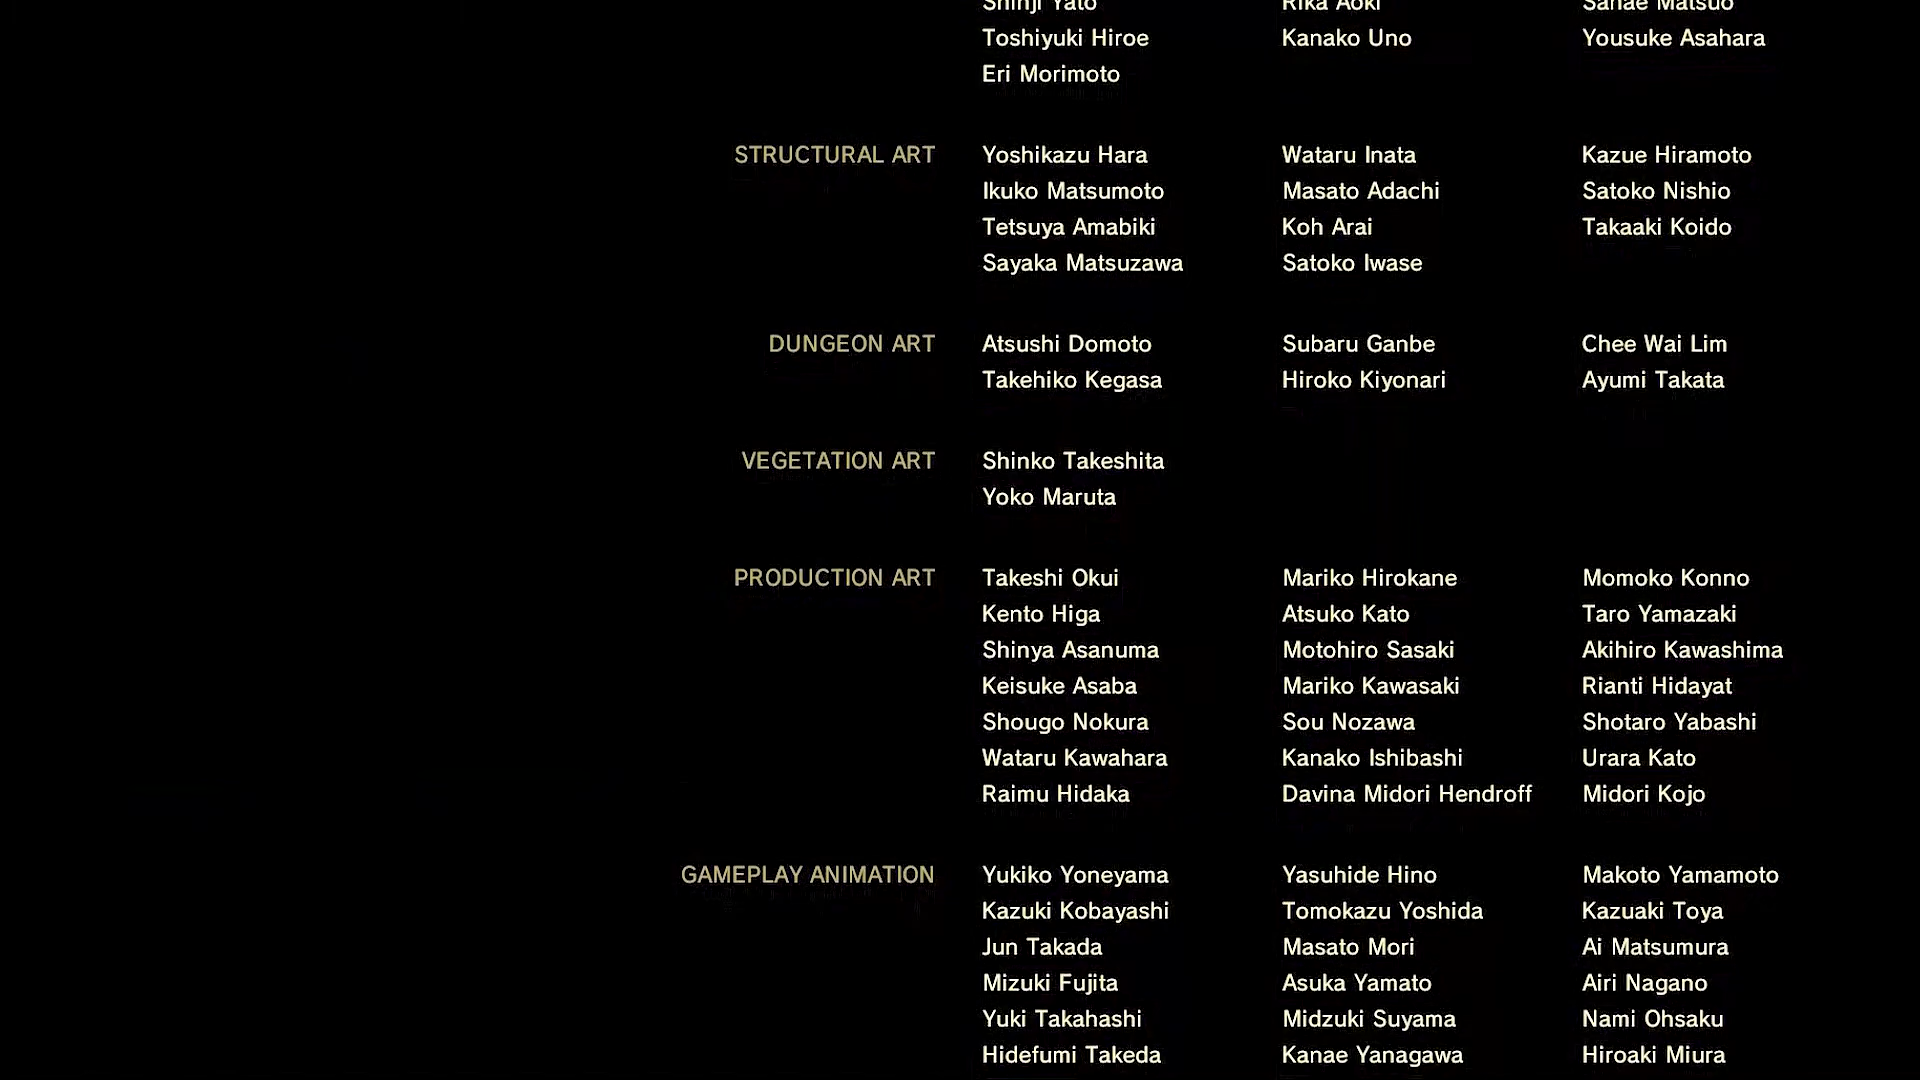 Shinji Yato Rika Aoki Sanae Matsuo
Toshiyuki Hiroe Kanako Uno Yousuke Asahara
Eri Morimoto
STRUCTURAL ART Yoshikazu Hara Wataru Inata Kazue Hiramoto
Ikuko Matsumoto Masato Adachi Satoko Nishio
Tetsuya Amabiki Koh Arai Takaaki Koido
Sayaka Matsuzawa Satoko Iwase
DUNGEON ART Atsushi Domoto Subaru Ganbe Chee Wai Lim
Takehiko Kegasa Hiroko Kiyonari Ayumi Takata
VEGETATION ART Shinko Takeshita
Yoko Maruta
PRODUCTION ART Takeshi Okui Mariko Hirokane Momoko Konno
Kento Higa Atsuko Kato Taro Yamazaki
Shinya Asanuma Motohiro Sasaki Akihiro Kawashima
Keisuke Asaba Mariko Kawasaki Rianti Hidayat
Shougo Nokura Sou Nozawa Shotaro Yabashi
Wataru Kawahara Kanako Ishibashi Urara Kato
Raimu Hidaka Davina Midori Hendroff Midori Kojo
GAMEPLAY ANIMATION Yukiko Yoneyama Yasuhide Hino Makoto Yamamoto
Kazuki Kobayashi Tomokazu Yoshida Kazuaki Toya
Jun Takada Masato Mori Ai Matsumura
Mizuki Fujita Asuka Yamato Airi Nagano
Yuki Takahashi Midzuki Suyama Nami Ohsaku
Hidefumi Takeda Kanae Yanagawa Hiroaki Miura